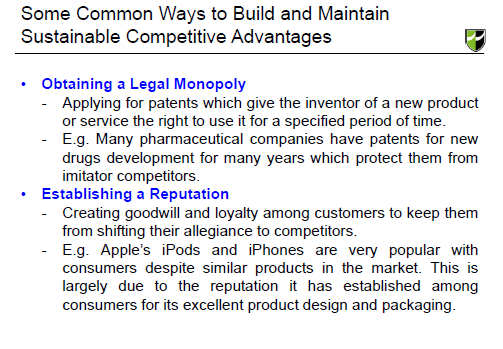 Some Common Ways to Build and Maintain
Sustainable Competitive Advantages
• Obtaining a Legal Monopoly
- Applying for patents which give the inventor of a new product
or service the right to use it for a specified period of time.
- E.g. Many pharmaceutical companies have patents for new
drugs development for many years which protect them from
imitator competitors.
• Establishing a Reputation
- Creating goodwill and loyalty among customers to keep them
from shifting their allegiance to competitors.
- E.g. Apple's iPods and iPhones are very popular with
consumers despite similar products in the market. This is
largely due to the reputation it has established among
consumers for its excellent product design and packaging.